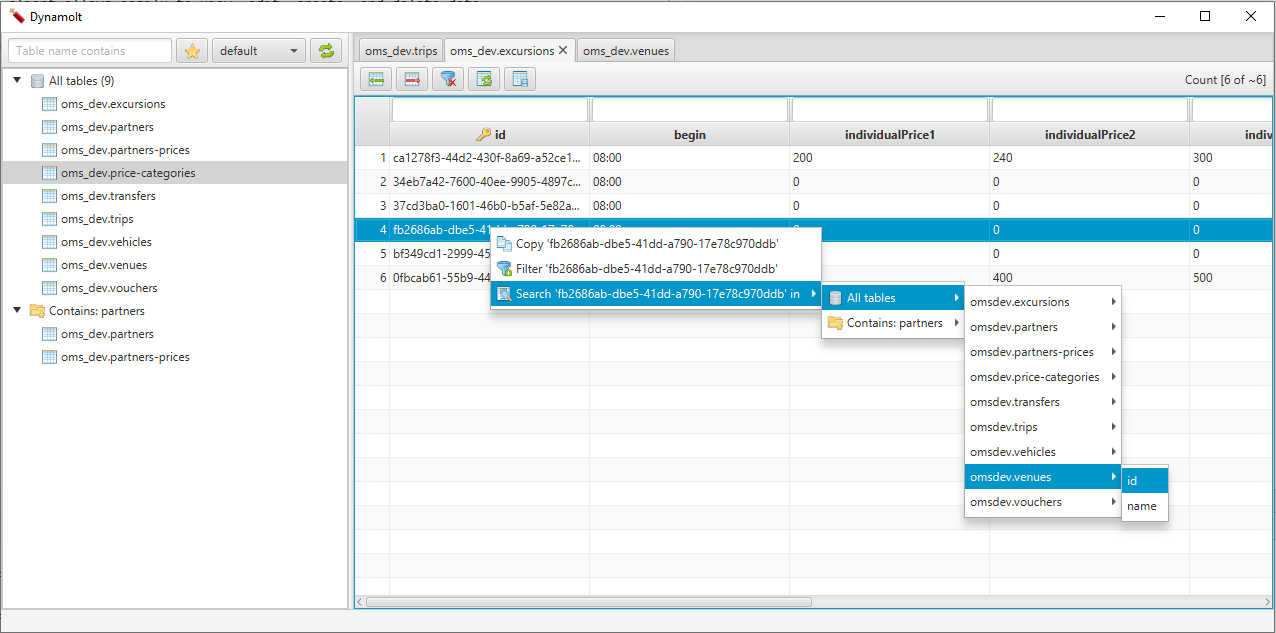 Dynamolt
Table name contains
default
All tables (9)
oms_dev.excursions
oms_dev.partners
oms_dev.partners-prices
oms_dev.price-categories
oms_dev.transfers
oms_dev.trips
oms_dev.vehicles
oms_dev.venues
oms_dev.vouchers
Contains: partners
oms_dev.partners
oms_dev.partners-prices
oms_dev.trips oms_dev.excursions oms_dev.venues
Count [6 of ~6]
id begin individualPrice1 individualPrice2 indiv
1 ca1278f3-44d2-430f-8a69-a52ce1... 08:00 200 240 300
2 34eb7a42-7600-40ee-9905-4897c... 08:00 0 0 0
3 37cd3ba0-1601-46b0-b5af-5e82a... 08:00 0 0 0
4 fb2686ab-dbe5-41 0 0
5 bf349cd1-2999-45 0 0
6 0fbcab61-55b9-44 400 500
Copy 'fb2686ab-dbe5-41dd-a790-17e78c970ddb'
Filter 'fb2686ab-dbe5-41dd-a790-17e78c970ddb'
Search 'fb2686ab-dbe5-41dd-a790-17e78c970ddb' in
All tables
Contains: partners
omsdev.excursions
omsdev.partners
omsdev.partners-prices
omsdev.price-categories
omsdev.transfers
omsdev.trips
omsdev.vehicles
omsdev.venues
omsdev.vouchers
id
name